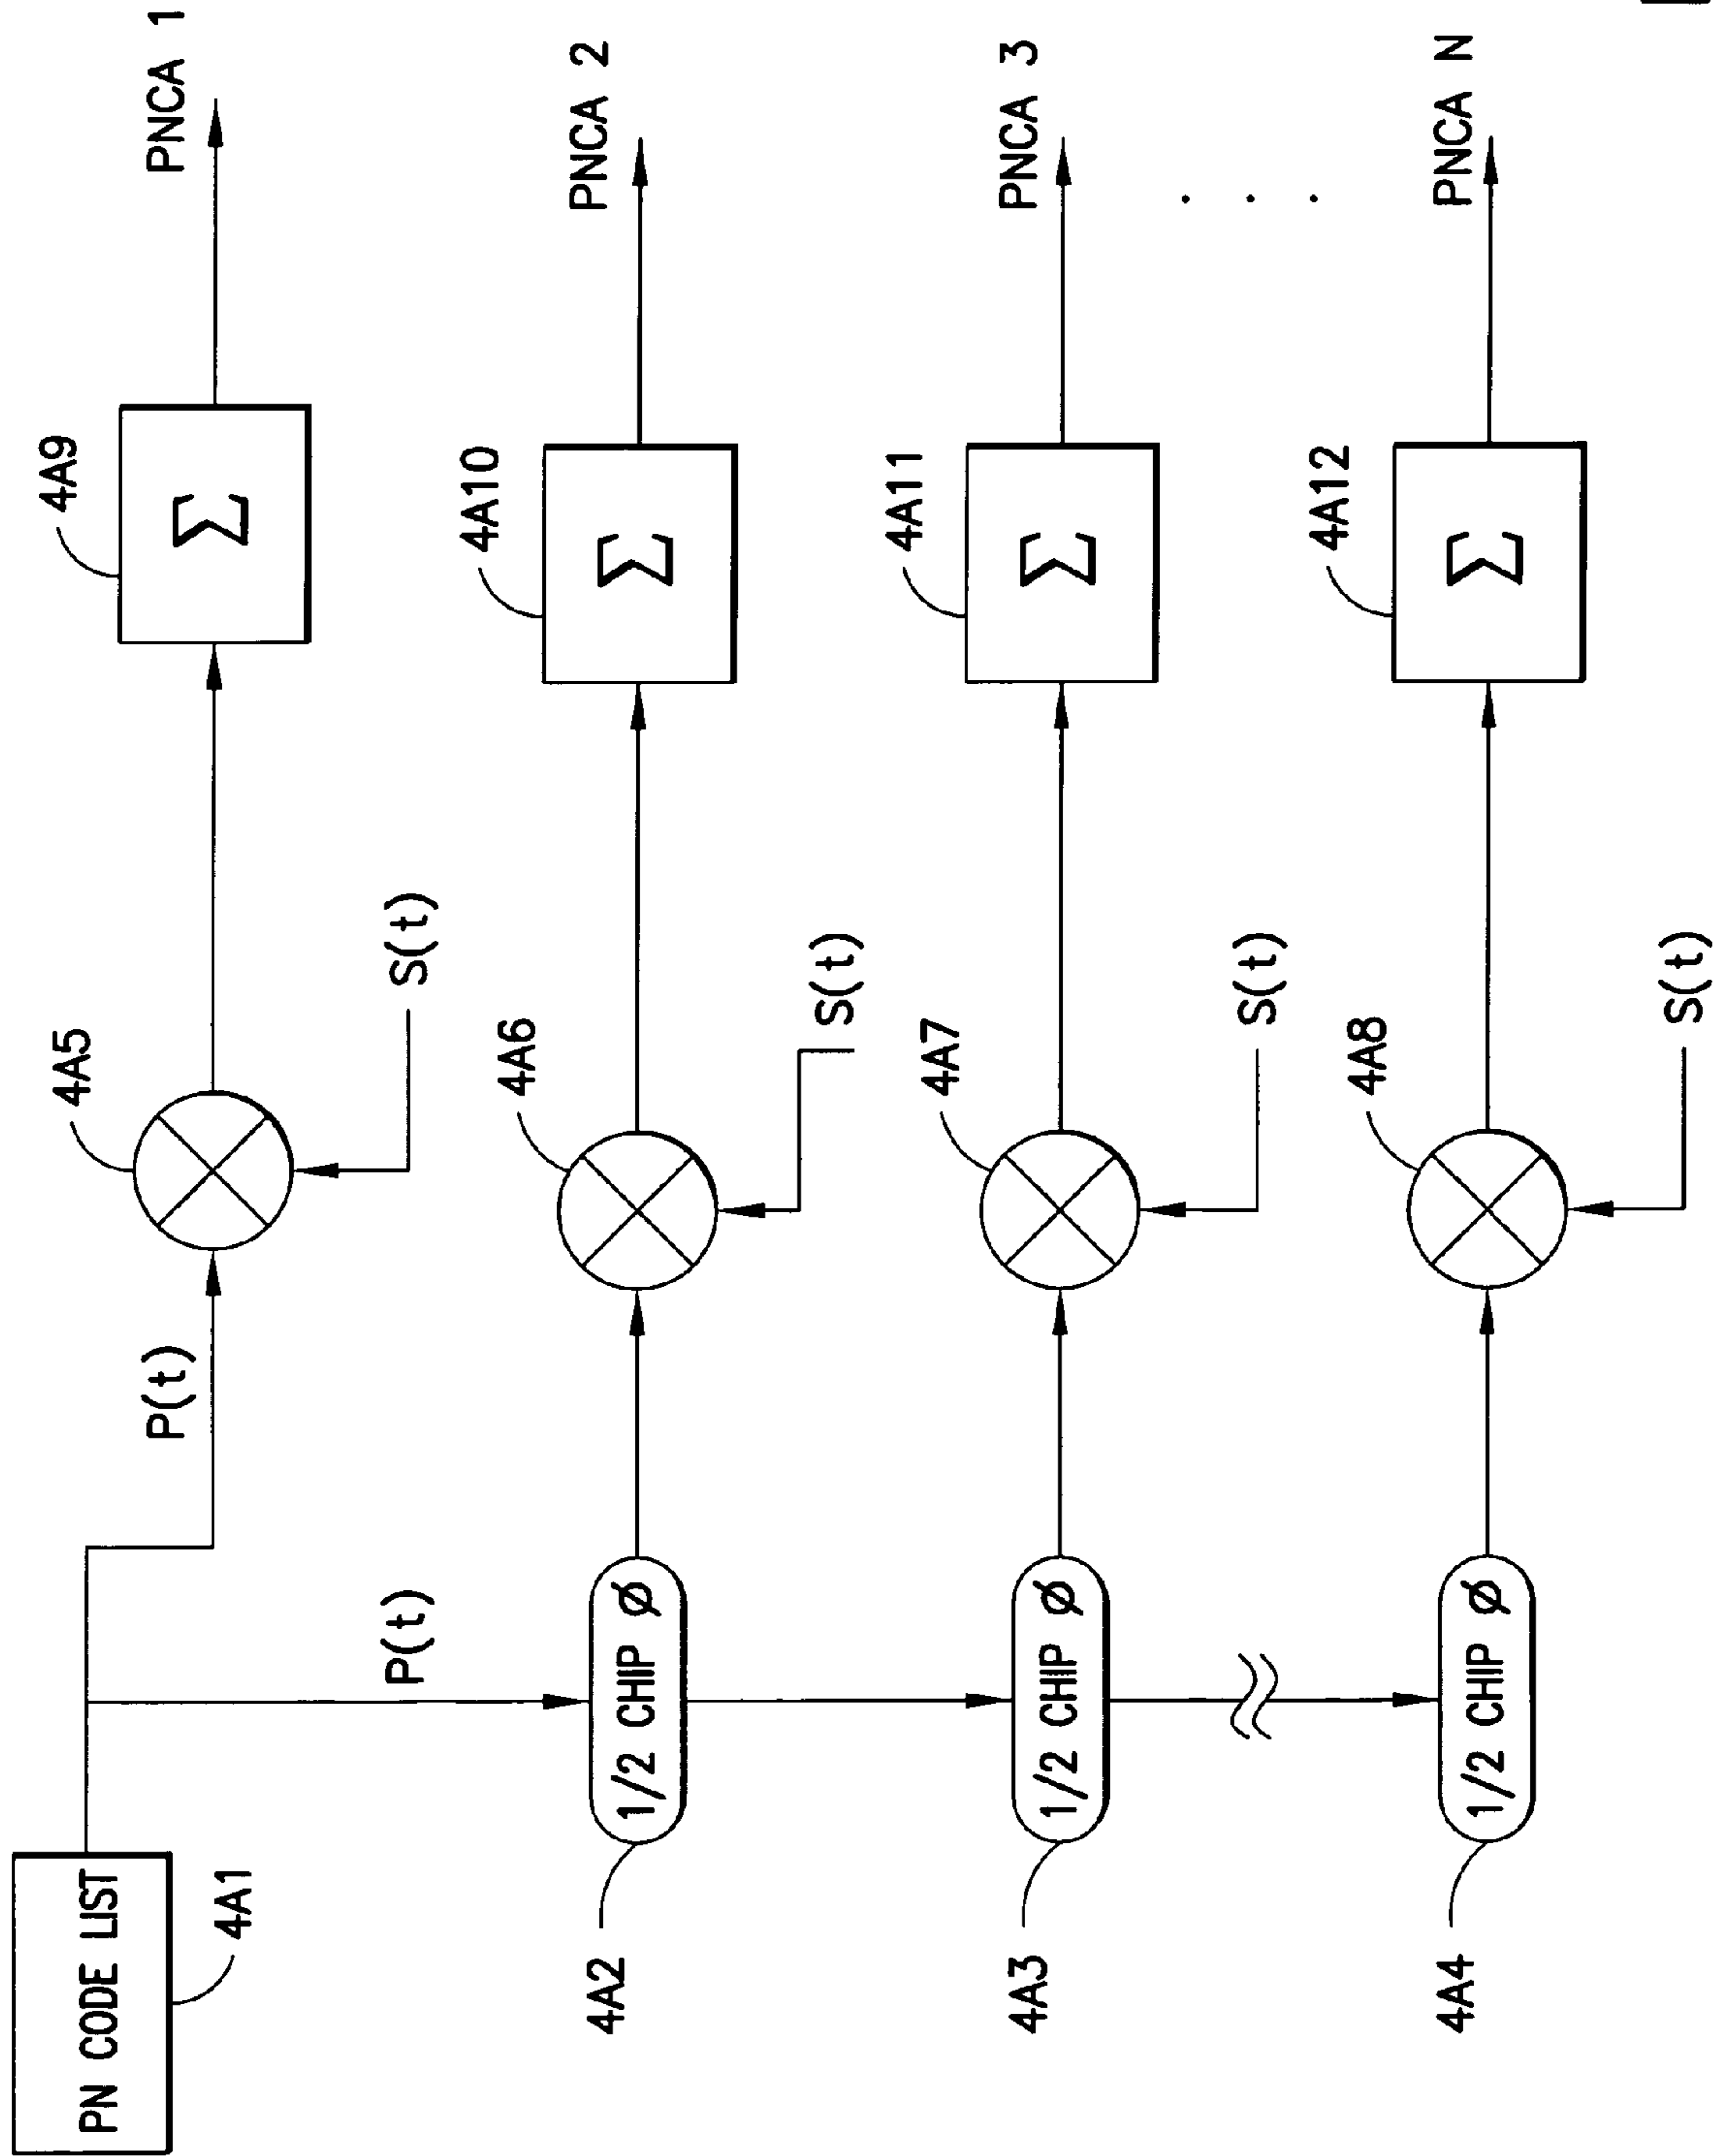 PN CODE LIST
4A1
P(t)
4A5
S(t)
4A9
Σ
PNCA 1
P(t)
4A2
1/2 CHIP Ø
4A6
S(t)
4A10
Σ
PNCA 2
4A3
1/2 CHIP Ø
4A7
S(t)
4A11
Σ
PNCA 3
. . .
4A4
1/2 CHIP Ø
4A8
S(t)
4A12
Σ
PNCA N